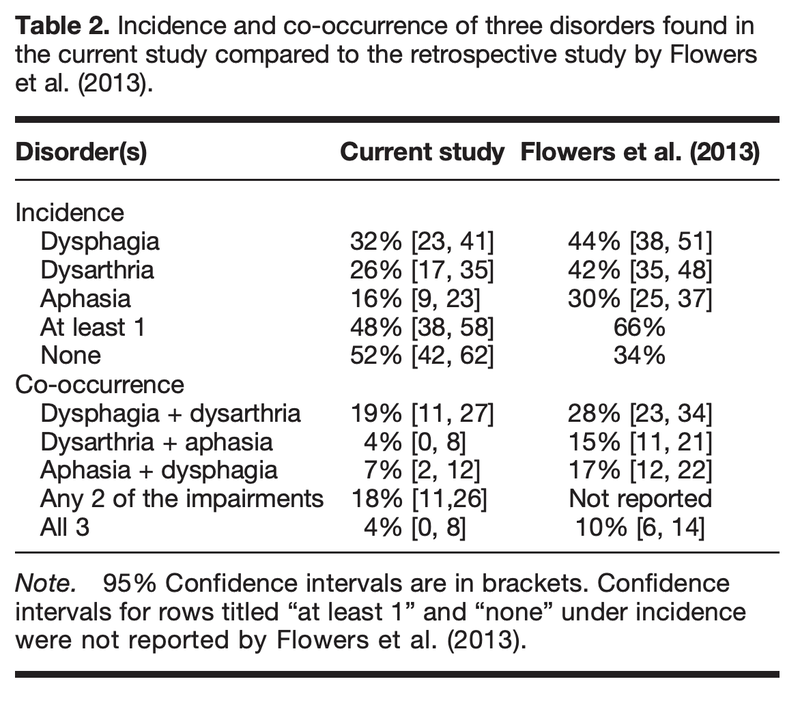 Table 2. Incidence and co-occurrence of three disorders found in
the current study compared to the retrospective study by Flowers
et al. (2013).
Disorder(s) Current study Flowers et al. (2013)
Incidence
Dysphagia 32% [23, 41] 44% [38, 51]
Dysarthria 26% [17, 35] 42% [35, 48]
Aphasia 16% [9, 23] 30% [25, 37]
At least 1 48% [38, 58] 66%
None 52% [42, 62] 34%
Co-occurrence
Dysphagia + dysarthria 19% [11, 27] 28% [23, 34]
Dysarthria + aphasia 4% [0, 8] 15% [11, 21]
Aphasia + dysphagia 7% [2, 12] 17% [12, 22]
Any 2 of the impairments 18% [11,26] Not reported
All 3 4% [0, 8] 10% [6, 14]
Note. 95% Confidence intervals are in brackets. Confidence
intervals for rows titled “at least 1” and “none” under incidence
were not reported by Flowers et al. (2013).